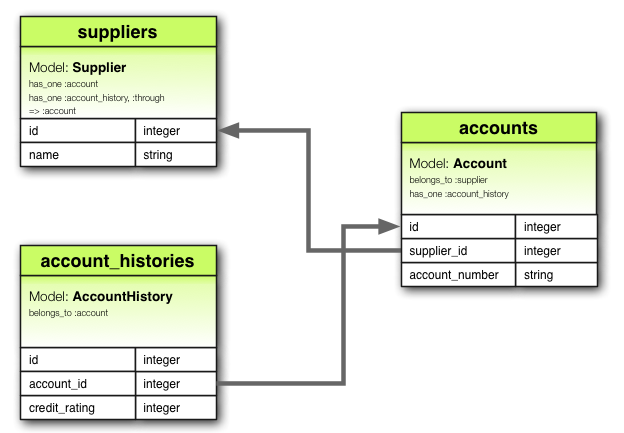 suppliers
Model: Supplier
has_one :account
has_one :account_history, :through
=> :account
id integer
name string
accounts
Model: Account
belongs_to :supplier
has_one :account_history
id integer
supplier_id integer
account_number string
account_histories
Model: AccountHistory
belongs_to :account
id integer
account_id integer
credit_rating integer